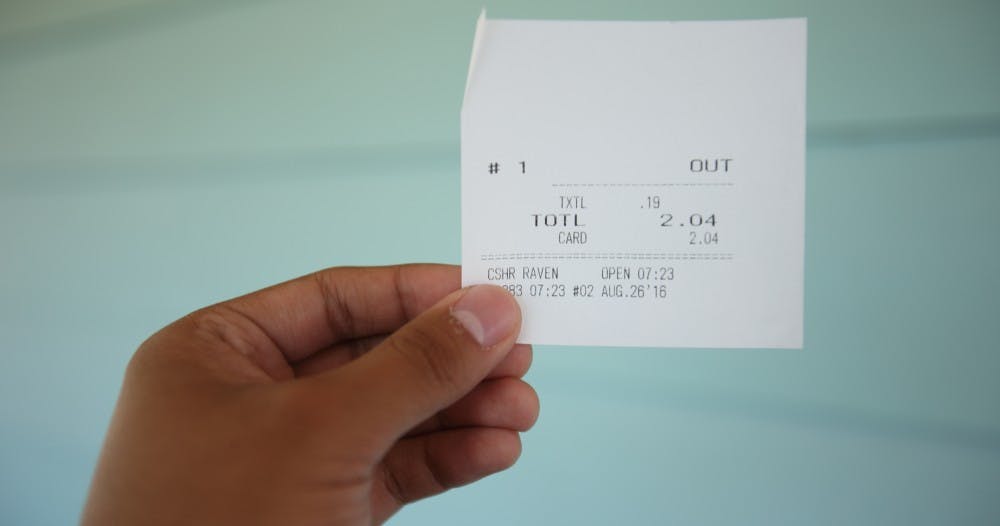 # 1 OUT
TXTL .19
TOTL 2.04
CARD 2.04
CSHR RAVEN OPEN 07:23
07:23 #02 AUG.26'16